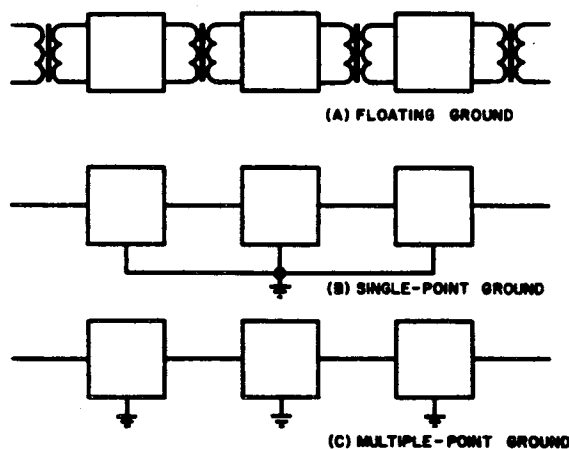 (A) FLOATING GROUND
(B) SINGLE-POINT GROUND
(C) MULTIPLE-POINT GROUND